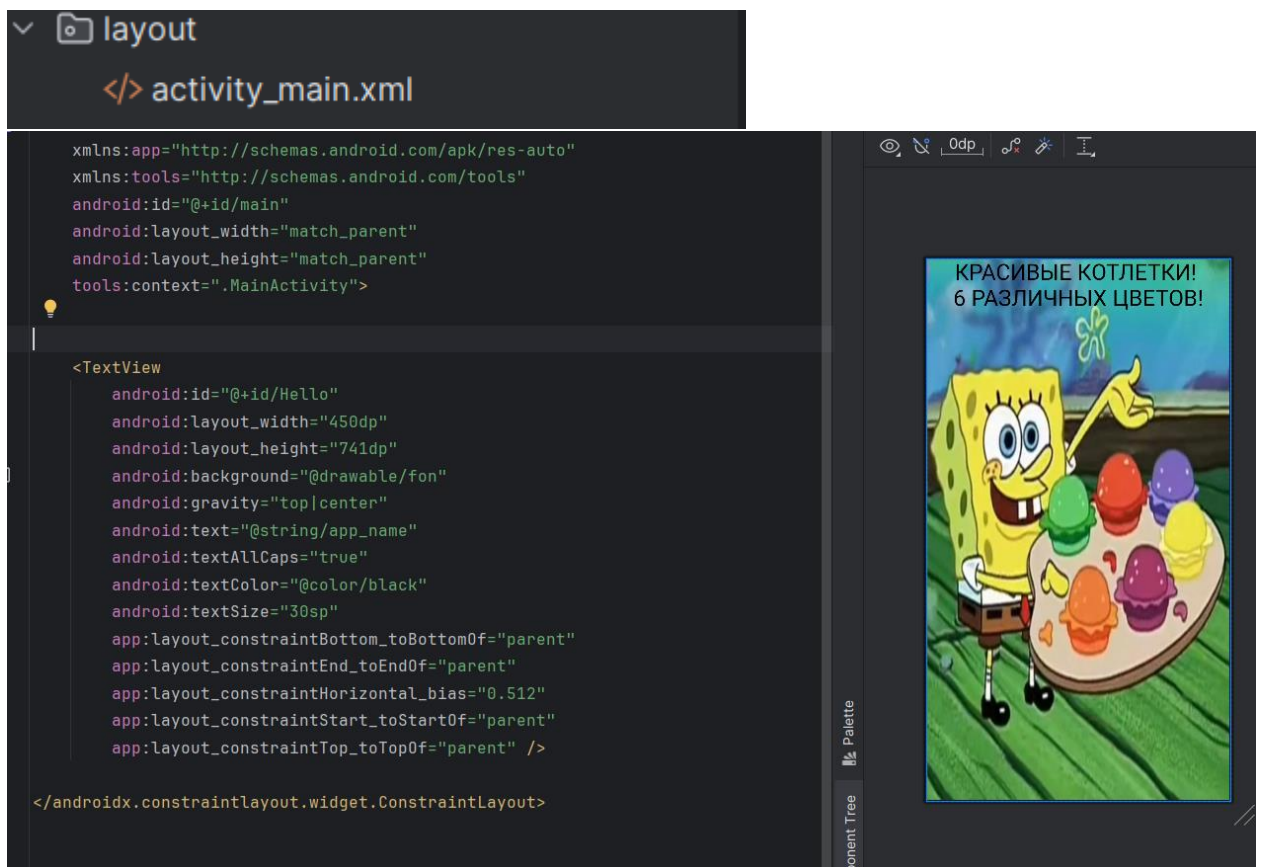 layout
</> activity_main.xml
xmlns:app="http://schemas.android.com/apk/res-auto"
xmlns:tools="http://schemas.android.com/tools"
android:id="@+id/main"
android:layout_width="match_parent"
android:layout_height="match_parent"
tools:context=".MainActivity">
<TextView
android:id="@+id/Hello"
android:layout_width="450dp"
android:layout_height="741dp"
android:background="@drawable/fon"
android:gravity="top|center"
android:text="@string/app_name"
android:textAllCaps="true"
android:textColor="@color/black"
android:textSize="30sp"
app:layout_constraintBottom_toBottomOf="parent"
app:layout_constraintEnd_toEndOf="parent"
app:layout_constraintHorizontal_bias="0.512"
app:layout_constraintStart_toStartOf="parent"
app:layout_constraintTop_toTopOf="parent" />
</androidx.constraintlayout.widget.ConstraintLayout>
0dp
КРАСИВЫЕ КОТЛЕТКИ!
6 РАЗЛИЧНЫХ ЦВЕТОВ!
Palette
Tree